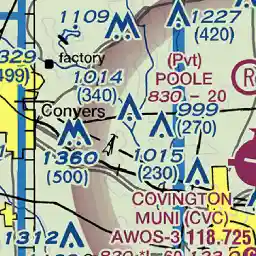 1109
1227
(420)
329
499)
factory
(Pvt)
POOLE
830 - 20
R
1014
(340)
Conyers
999
(270)
1360
(500)
1015
(230)
COVINGTON
MUNI (CVC)
AWOS-3 118.725
1312